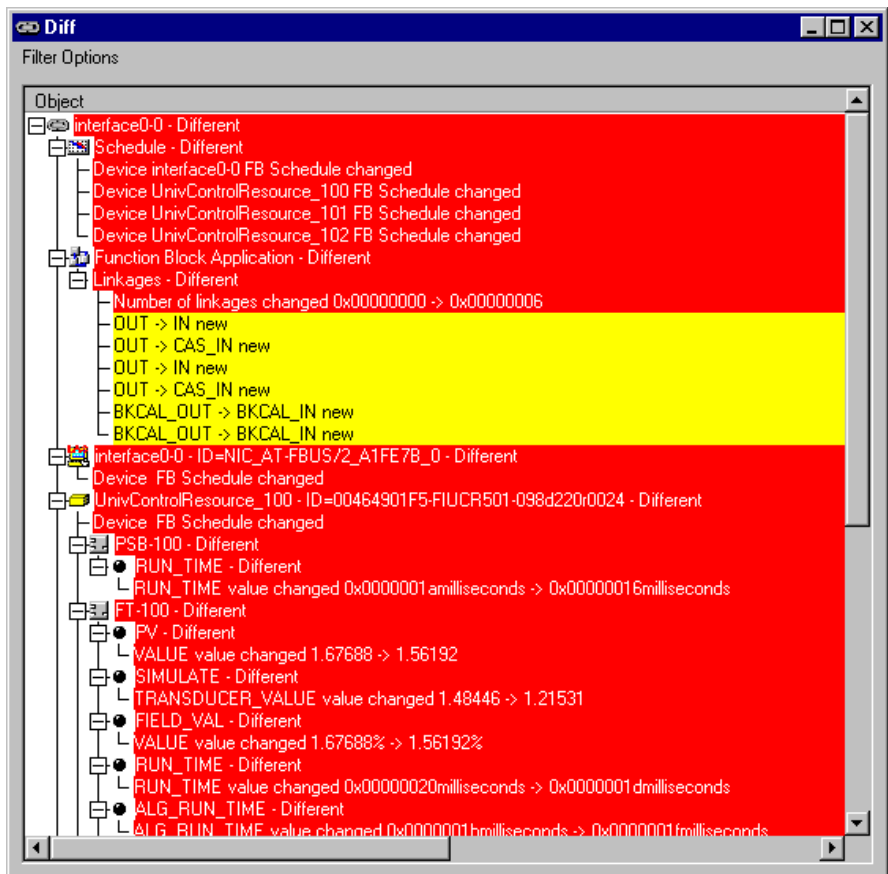 Diff
Filter Options
Object
interface0-0 - Different
Schedule - Different
Device interface0-0 FB Schedule changed
Device UnivControlResource_100 FB Schedule changed
Device UnivControlResource_101 FB Schedule changed
Device UnivControlResource_102 FB Schedule changed
Function Block Application - Different
Linkages - Different
Number of linkages changed 0x00000000 -> 0x00000006
OUT -> IN new
OUT -> CAS_IN new
OUT -> IN new
OUT -> CAS_IN new
BKCAL_OUT -> BKCAL_IN new
BKCAL_OUT -> BKCAL_IN new
interface0-0 - ID=NIC_AT-FBUS/2_A1FE7B_0 - Different
Device  FB Schedule changed
UnivControlResource_100 - ID=00464901F5-FIUCR501-098d220r0024 - Different
Device  FB Schedule changed
PSB-100 - Different
RUN_TIME - Different
RUN_TIME value changed 0x0000001amilliseconds -> 0x00000016milliseconds
FT-100 - Different
PV - Different
VALUE value changed 1.67688 -> 1.56192
SIMULATE - Different
TRANSDUCER_VALUE value changed 1.48446 -> 1.21531
FIELD_VAL - Different
VALUE value changed 1.67688% -> 1.56192%
RUN_TIME - Different
RUN_TIME value changed 0x00000020milliseconds -> 0x0000001dmilliseconds
ALG_RUN_TIME - Different
ALG_RUN_TIME value changed 0x0000001bmilliseconds -> 0x0000001fmilliseconds